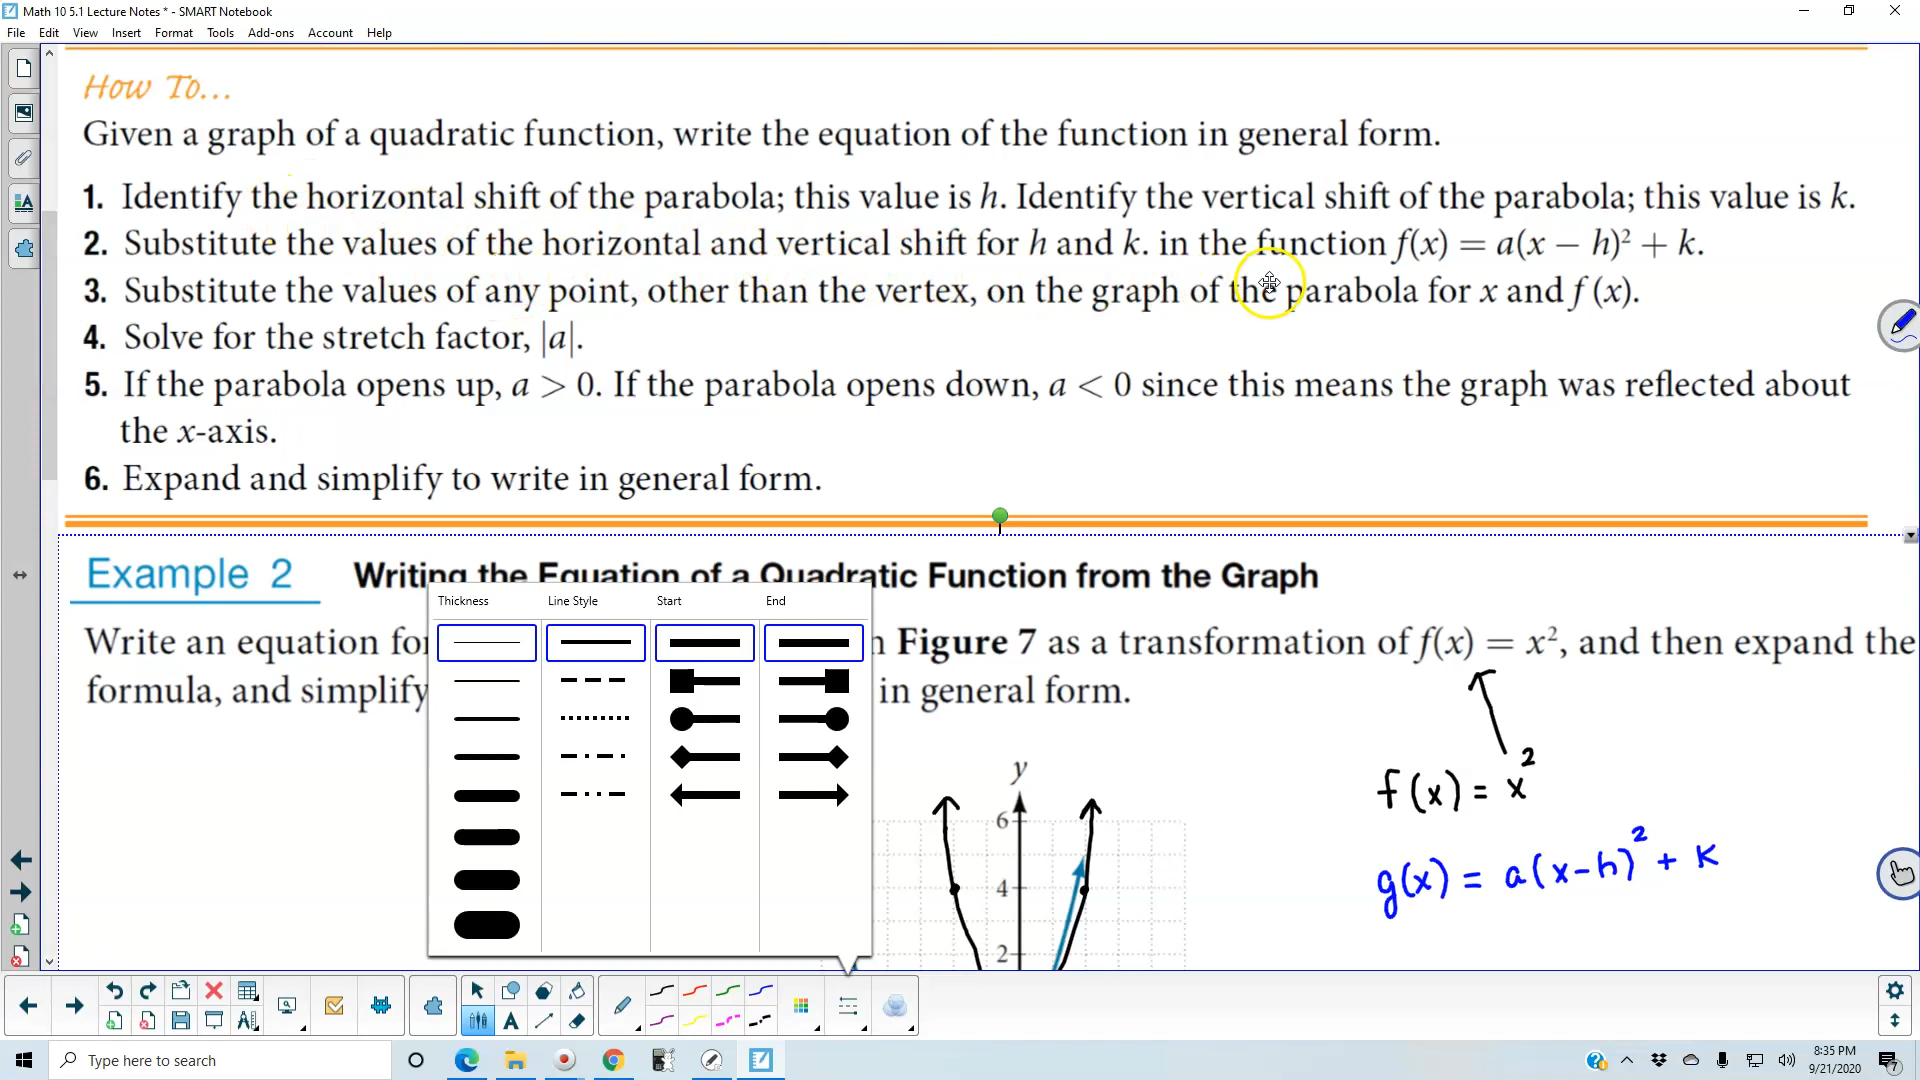 Math 10 5.1 Lecture Notes * - SMART Notebook
File Edit View Insert Format Tools Add-ons Account Help
How To...
Given a graph of a quadratic function, write the equation of the function in general form.
1. Identify the horizontal shift of the parabola; this value is h. Identify the vertical shift of the parabola; this value is k.
2. Substitute the values of the horizontal and vertical shift for h and k. in the function f(x) = a(x − h)² + k.
3. Substitute the values of any point, other than the vertex, on the graph of the parabola for x and f (x).
4. Solve for the stretch factor, |a|.
5. If the parabola opens up, a > 0. If the parabola opens down, a < 0 since this means the graph was reflected about
the x-axis.
6. Expand and simplify to write in general form.
Example 2 Writing the Equation of a Quadratic Function from the Graph
Thickness Line Style Start End
Write an equation for Figure 7 as a transformation of f(x) = x², and then expand the
formula, and simplify in general form.
f(x) = x²
g(x) = a(x-h)² + k
y
6
4
2
Type here to search
8:35 PM
9/21/2020
7